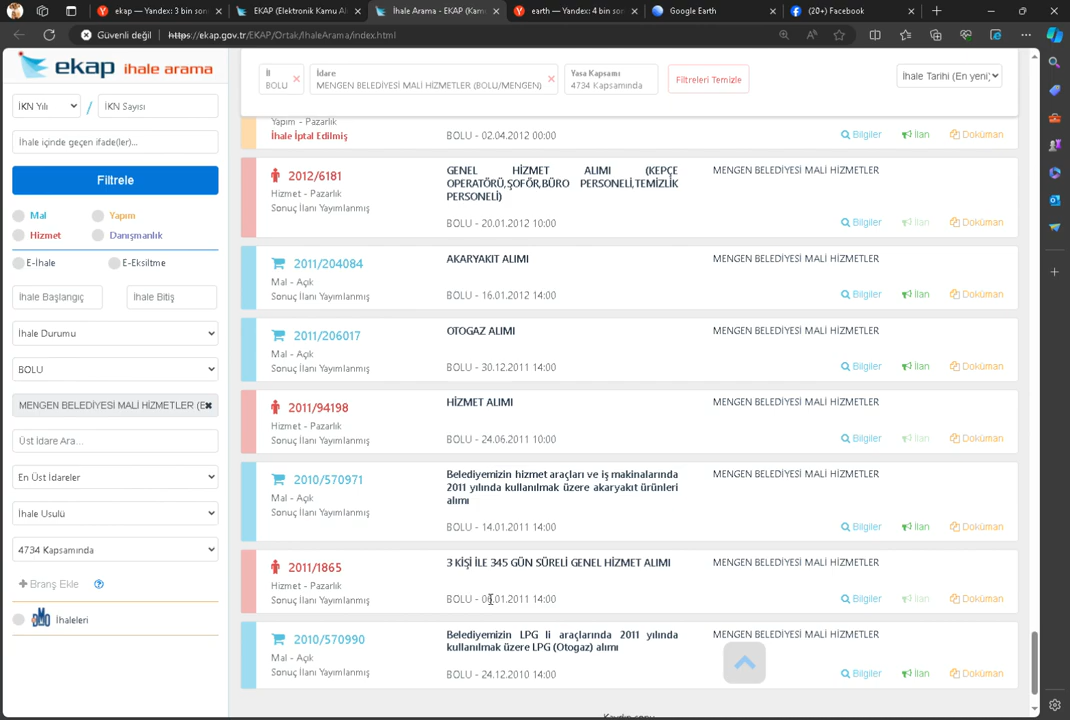 ekap — Yandex: 3 bin son
EKAP (Elektronik Kamu Al
İhale Arama - EKAP (Kamu
earth — Yandex: 4 bin son
Google Earth
(20+) Facebook
Güvenli değil
https://ekap.gov.tr/EKAP/Ortak/IhaleArama/index.html
ekap ihale arama
İKN Yılı / İKN Sayısı
İhale içinde geçen ifade(ler)...
Filtrele
Mal
Yapım
Hizmet
Danışmanlık
E-İhale
E-Eksiltme
İhale Başlangıç
İhale Bitiş
İhale Durumu
BOLU
MENGEN BELEDİYESİ MALİ HİZMETLER (E
Üst İdare Ara...
En Üst İdareler
İhale Usulü
4734 Kapsamında
Branş Ekle
İhaleleri
İl
BOLU
İdare
MENGEN BELEDİYESİ MALİ HİZMETLER (BOLU/MENGEN)
Yasa Kapsamı
4734 Kapsamında
Filtreleri Temizle
İhale Tarihi (En yeni)
Yapım - Pazarlık
İhale İptal Edilmiş
BOLU - 02.04.2012 00:00
Bilgiler
İlan
Doküman
2012/6181
Hizmet - Pazarlık
Sonuç İlanı Yayımlanmış
GENEL HİZMET ALIMI (KEPÇE
OPERATÖRÜ,ŞOFÖR,BÜRO PERSONELİ,TEMİZLİK
PERSONELİ)
BOLU - 20.01.2012 10:00
MENGEN BELEDİYESİ MALİ HİZMETLER
Bilgiler
İlan
Doküman
2011/204084
Mal - Açık
Sonuç İlanı Yayımlanmış
AKARYAKIT ALIMI
BOLU - 16.01.2012 14:00
MENGEN BELEDİYESİ MALİ HİZMETLER
Bilgiler
İlan
Doküman
2011/206017
Mal - Açık
Sonuç İlanı Yayımlanmış
OTOGAZ ALIMI
BOLU - 30.12.2011 14:00
MENGEN BELEDİYESİ MALİ HİZMETLER
Bilgiler
İlan
Doküman
2011/94198
Hizmet - Pazarlık
Sonuç İlanı Yayımlanmış
HİZMET ALIMI
BOLU - 24.06.2011 10:00
MENGEN BELEDİYESİ MALİ HİZMETLER
Bilgiler
İlan
Doküman
2010/570971
Mal - Açık
Sonuç İlanı Yayımlanmış
Belediyemizin hizmet araçları ve iş makinalarında
2011 yılında kullanılmak üzere akaryakıt ürünleri
alımı
BOLU - 14.01.2011 14:00
MENGEN BELEDİYESİ MALİ HİZMETLER
Bilgiler
İlan
Doküman
2011/1865
Hizmet - Pazarlık
Sonuç İlanı Yayımlanmış
3 KİŞİ İLE 345 GÜN SÜRELİ GENEL HİZMET ALIMI
BOLU - 14:00
MENGEN BELEDİYESİ MALİ HİZMETLER
Bilgiler
İlan
Doküman
2010/570990
Mal - Açık
Sonuç İlanı Yayımlanmış
Belediyemizin LPG li araçlarında 2011 yılında
kullanılmak üzere LPG (Otogaz) alımı
BOLU - 24.12.2010 14:00
MENGEN BELEDİYESİ MALİ HİZMETLER
Bilgiler
İlan
Doküman